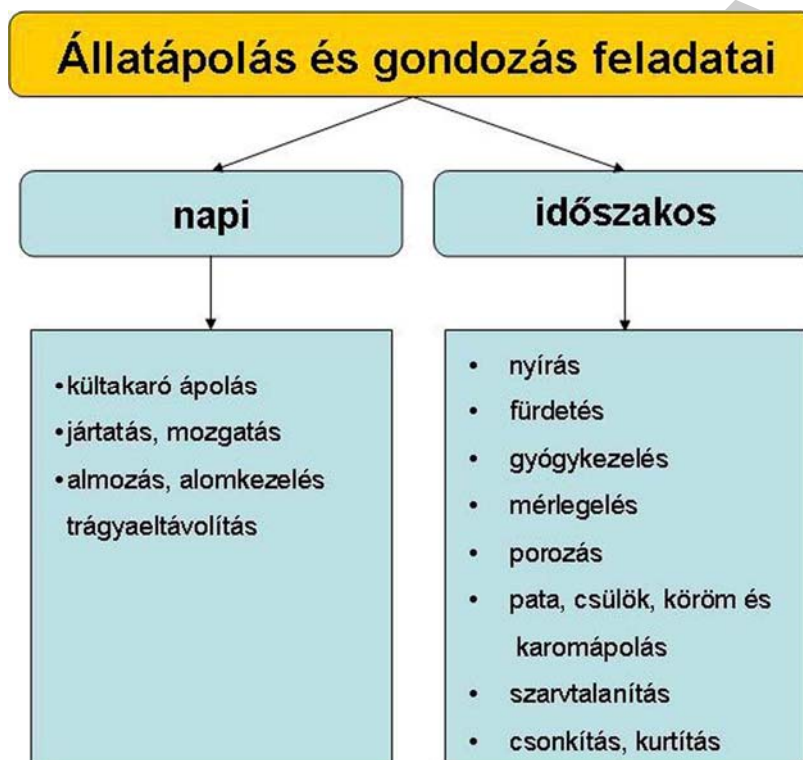 Állatápolás és gondozás feladatai
napi
időszakos
•kültakaró ápolás
•jártatás, mozgatás
•almozás, alomkezelés
trágyaeltávolítás
• nyírás
• fürdetés
• gyógykezelés
• mérlegelés
• porozás
• pata, csülök, köröm és
karomápolás
• szarvtalanítás
• csonkítás, kurtítás